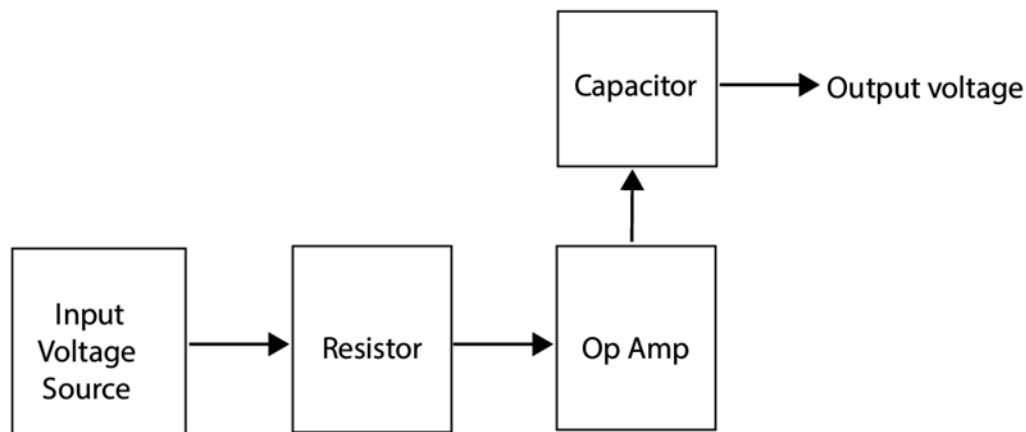 Capacitor
Output voltage
Input
Voltage
Source
Resistor
Op Amp